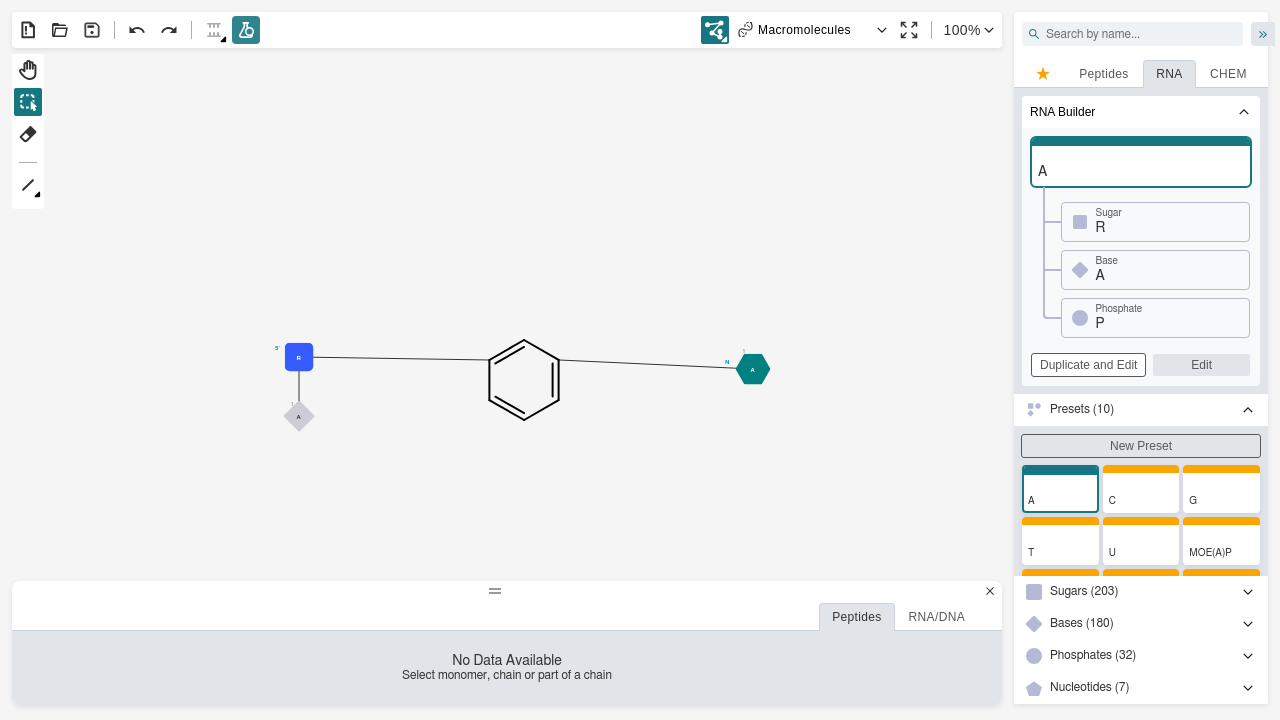 Macromolecules
100%
Search by name...
Peptides
RNA
CHEM
RNA Builder
A
Sugar
R
Base
A
Phosphate
P
Duplicate and Edit
Edit
Presets (10)
New Preset
A
C
G
T
U
MOE(A)P
Sugars (203)
Bases (180)
Phosphates (32)
Nucleotides (7)
5'
R
1
A
N
1
A
Peptides
RNA/DNA
No Data Available
Select monomer, chain or part of a chain